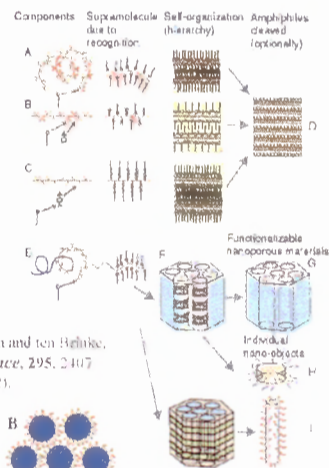 Components Supramolecule Self-organization Amphiphiles
due to (hierarchy) cleaved
recognition (optionally)
A
B
C
D
E
F
Functionalizable
nanoporous materials
G
Individual
nano-objects
H
and ten
295, 2407
I
B